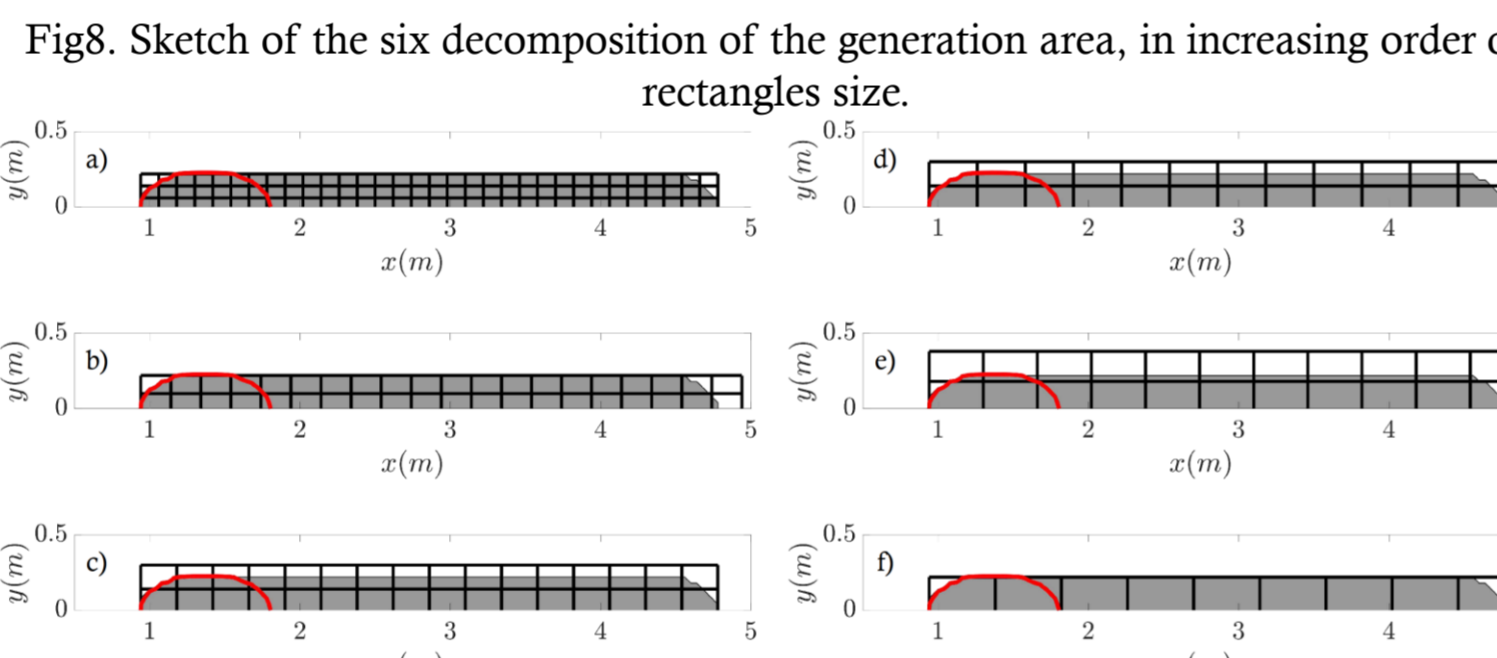 Fig8. Sketch of the six decomposition of the generation area, in increasing order
rectangles size.
0.5 a) y(m) 0
1 2 3 4 5
x(m)
0.5 d) y(m) 0
1 2 3 4
x(m)
0.5 b) y(m) 0
1 2 3 4 5
x(m)
0.5 e) y(m) 0
1 2 3 4
x(m)
0.5 c) y(m) 0
1 2 3 4 5
0.5 f) y(m) 0
1 2 3 4